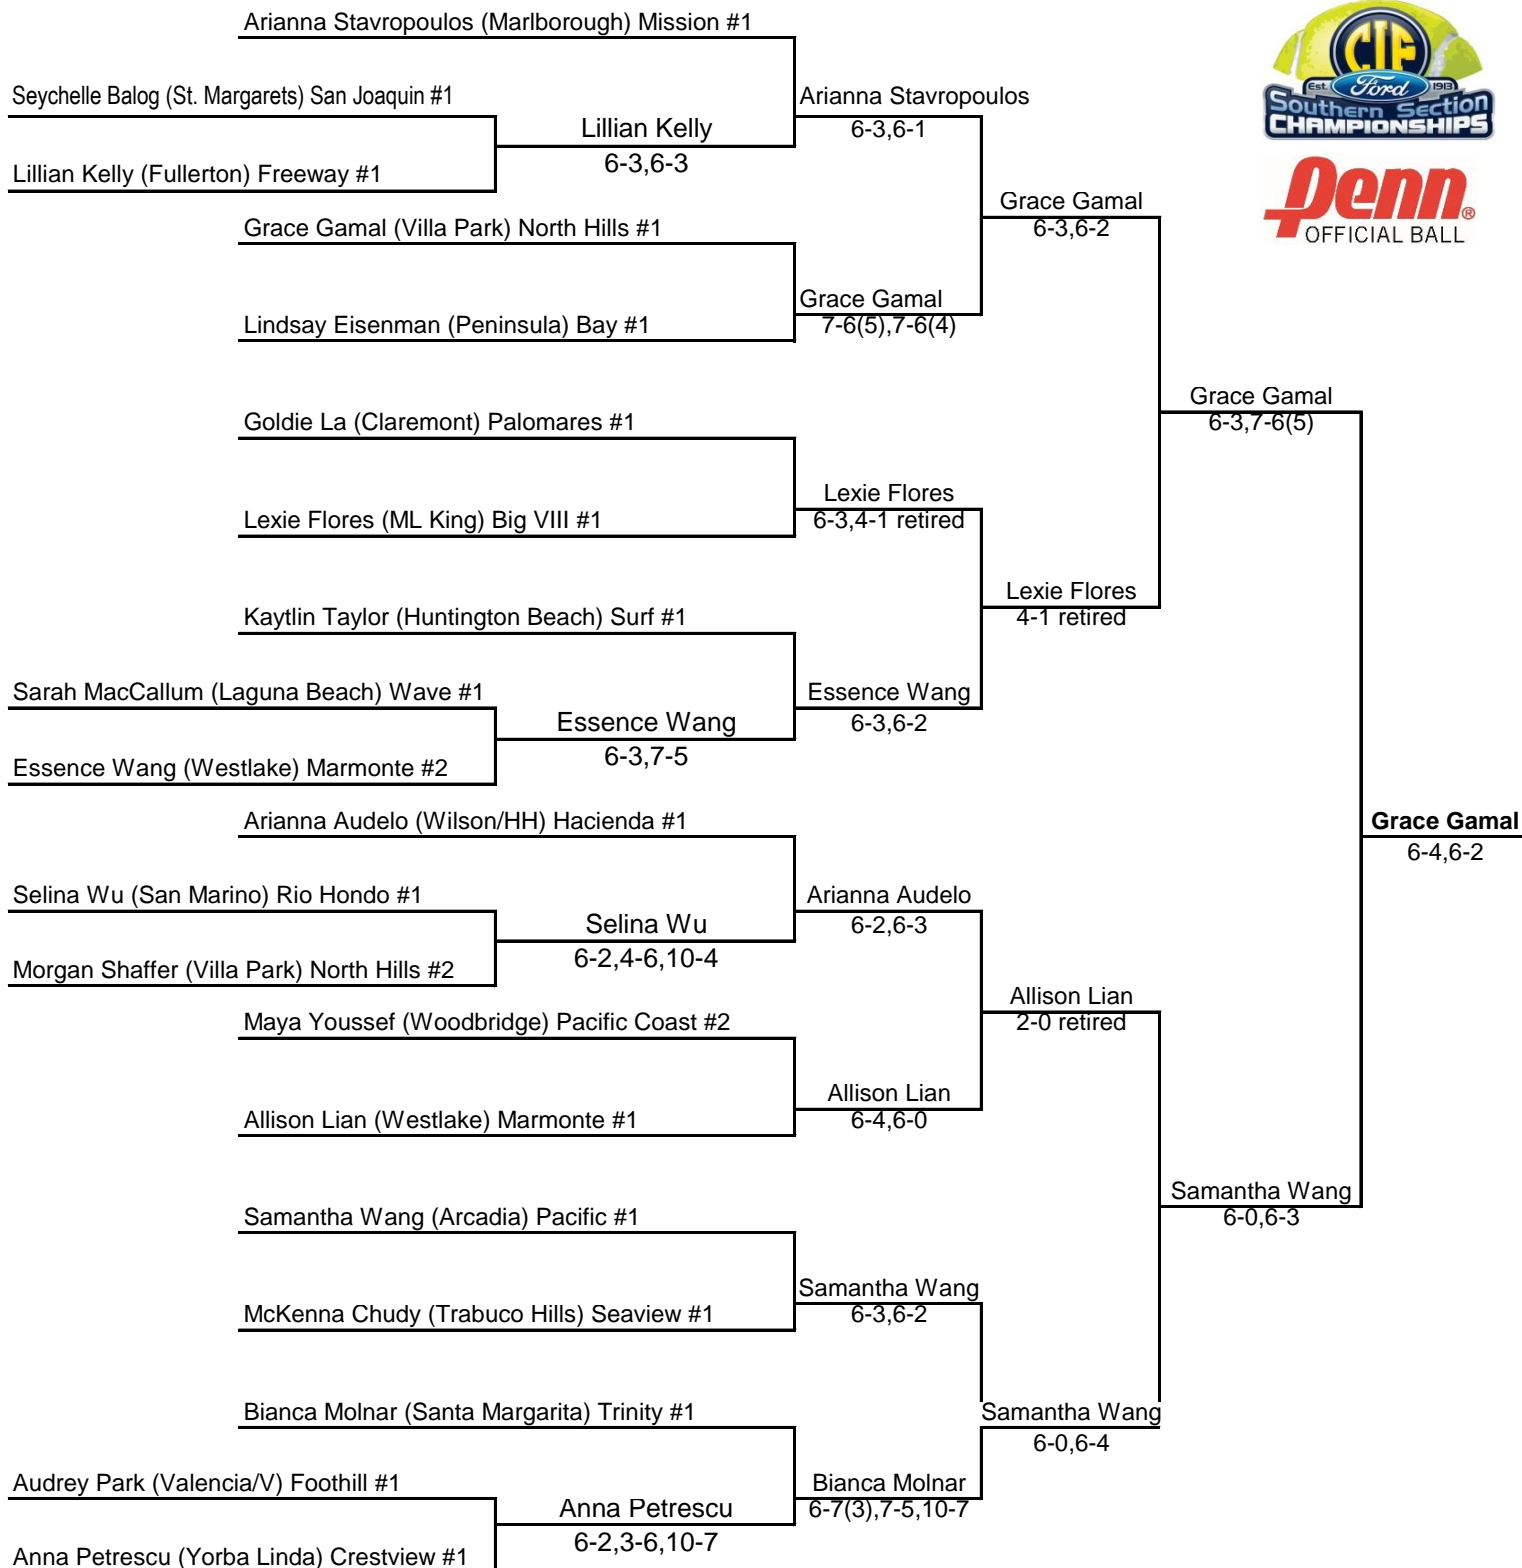 Arianna Stavropoulos (Marlborough) Mission #1
CIF
Est. Ford 1913
Southern Section
CHAMPIONSHIPS
Seychelle Balog (St. Margarets) San Joaquin #1
Arianna Stavropoulos
6-3,6-1
Lillian Kelly
6-3,6-3
Lillian Kelly (Fullerton) Freeway #1
Penn®
OFFICIAL BALL
Grace Gamal
6-3,6-2
Grace Gamal (Villa Park) North Hills #1
Grace Gamal
7-6(5),7-6(4)
Lindsay Eisenman (Peninsula) Bay #1
Grace Gamal
6-3,7-6(5)
Goldie La (Claremont) Palomares #1
Lexie Flores
6-3,4-1 retired
Lexie Flores (ML King) Big VIII #1
Lexie Flores
4-1 retired
Kaytlin Taylor (Huntington Beach) Surf #1
Sarah MacCallum (Laguna Beach) Wave #1
Essence Wang
6-3,6-2
Essence Wang
6-3,7-5
Essence Wang (Westlake) Marmonte #2
Arianna Audelo (Wilson/HH) Hacienda #1
Grace Gamal
6-4,6-2
Selina Wu (San Marino) Rio Hondo #1
Arianna Audelo
6-2,6-3
Selina Wu
6-2,4-6,10-4
Morgan Shaffer (Villa Park) North Hills #2
Allison Lian
2-0 retired
Maya Youssef (Woodbridge) Pacific Coast #2
Allison Lian
6-4,6-0
Allison Lian (Westlake) Marmonte #1
Samantha Wang
6-0,6-3
Samantha Wang (Arcadia) Pacific #1
Samantha Wang
6-3,6-2
McKenna Chudy (Trabuco Hills) Seaview #1
Bianca Molnar (Santa Margarita) Trinity #1
Samantha Wang
6-0,6-4
Audrey Park (Valencia/V) Foothill #1
Bianca Molnar
6-7(3),7-5,10-7
Anna Petrescu
6-2,3-6,10-7
Anna Petrescu (Yorba Linda) Crestview #1